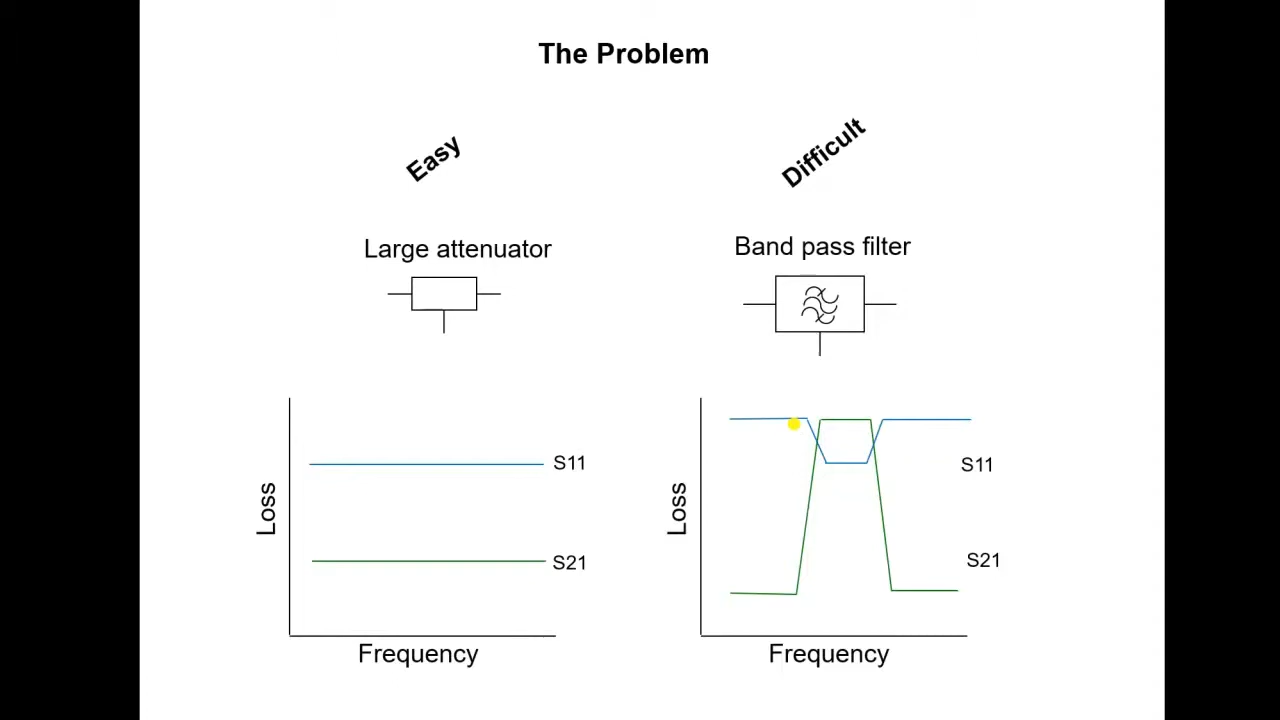 The Problem
Easy
Difficult
Large attenuator
Band pass filter
Loss
S11
S21
Frequency
Loss
S11
S21
Frequency